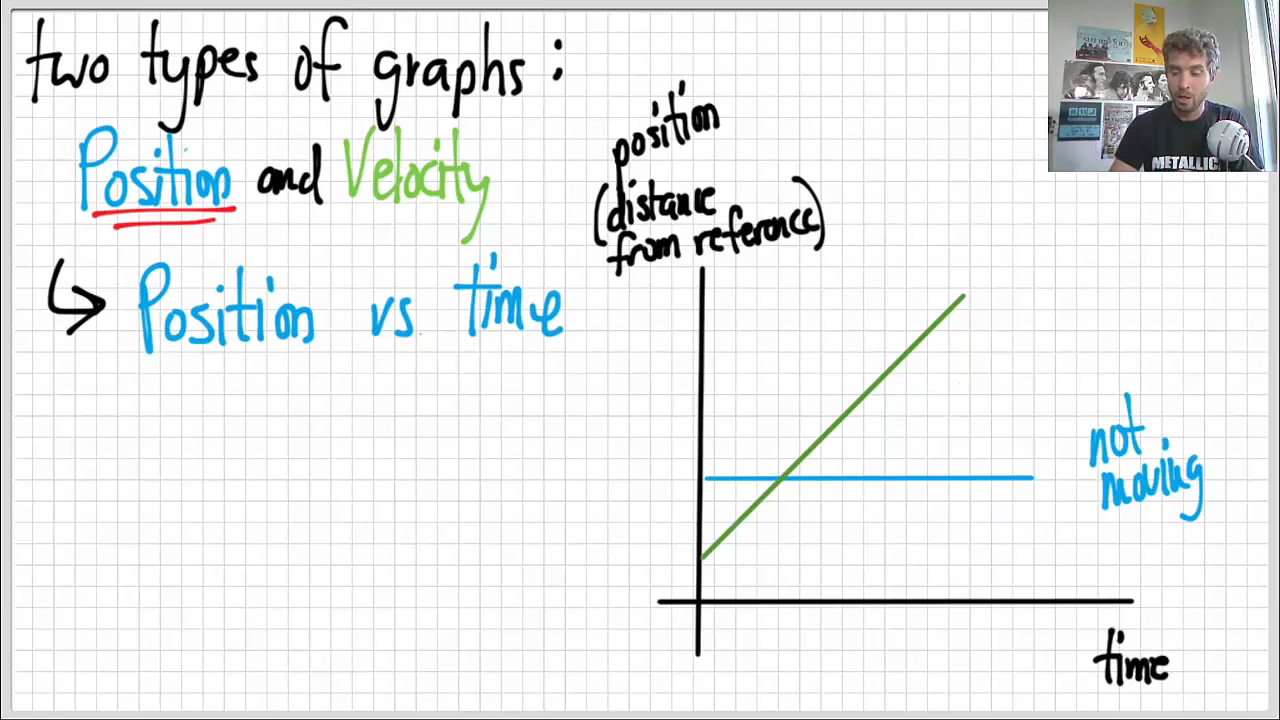 two types of graphs :
Position and Velocity
Position vs time
position
(distance
from reference)
not
moving
time
METALLIC